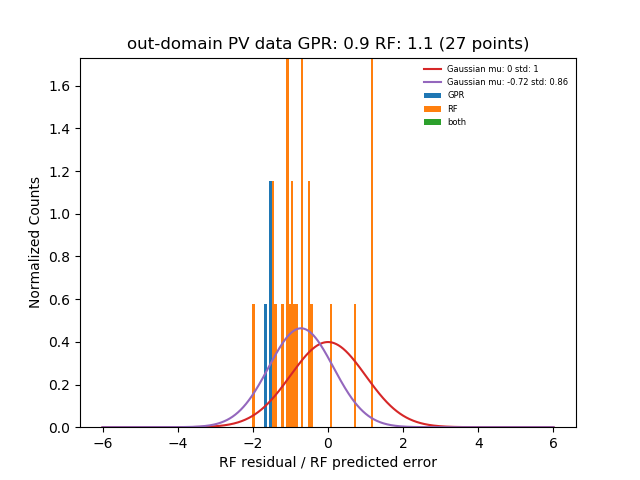 out-domain PV data GPR: 0.9 RF: 1.1 (27 points)
Gaussian mu: 0 std: 1
Gaussian mu: -0.72 std: 0.86
GPR
RF
both
Normalized Counts
1.6
1.4
1.2
1.0
0.8
0.6
0.4
0.2
0.0
−6 −4 −2 0 2 4 6
RF residual / RF predicted error